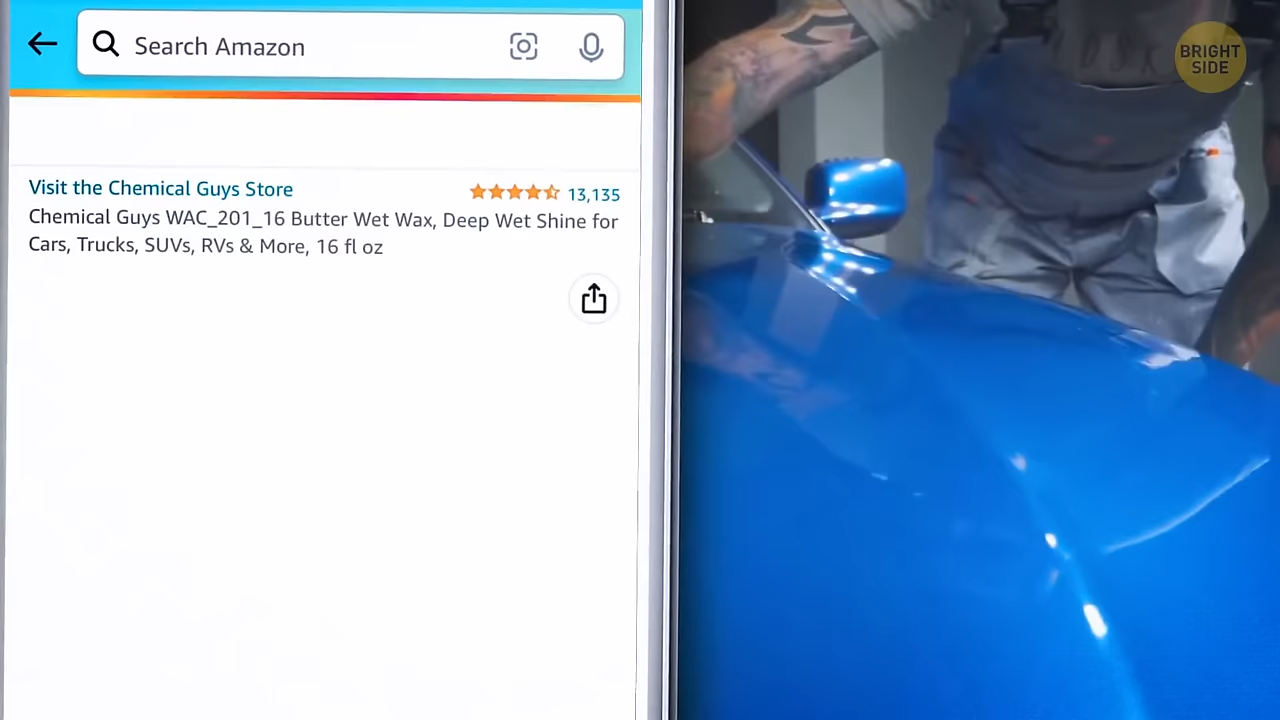 Search Amazon
Visit the Chemical Guys Store
13,135
Chemical Guys WAC_201_16 Butter Wet Wax, Deep Wet Shine for
Cars, Trucks, SUVs, RVs & More, 16 fl oz
BRIGHT
SIDE